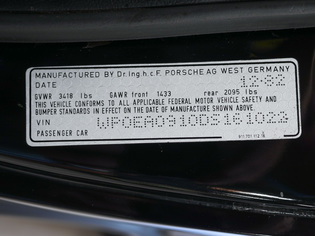 MANUFACTURED BY Dr.Ing.h.c.F. PORSCHE AG WEST GERMANY
DATE 12-82
GVWR 3418 lbs GAWR front 1433 rear 2095 lbs
THIS VEHICLE CONFORMS TO ALL APPLICABLE FEDERAL MOTOR VEHICLE SAFETY AND
BUMPER STANDARDS IN EFFECT ON THE DATE OF MANUFACTURE SHOWN ABOVE.
VIN WP0EA0910DS161023
PASSENGER CAR